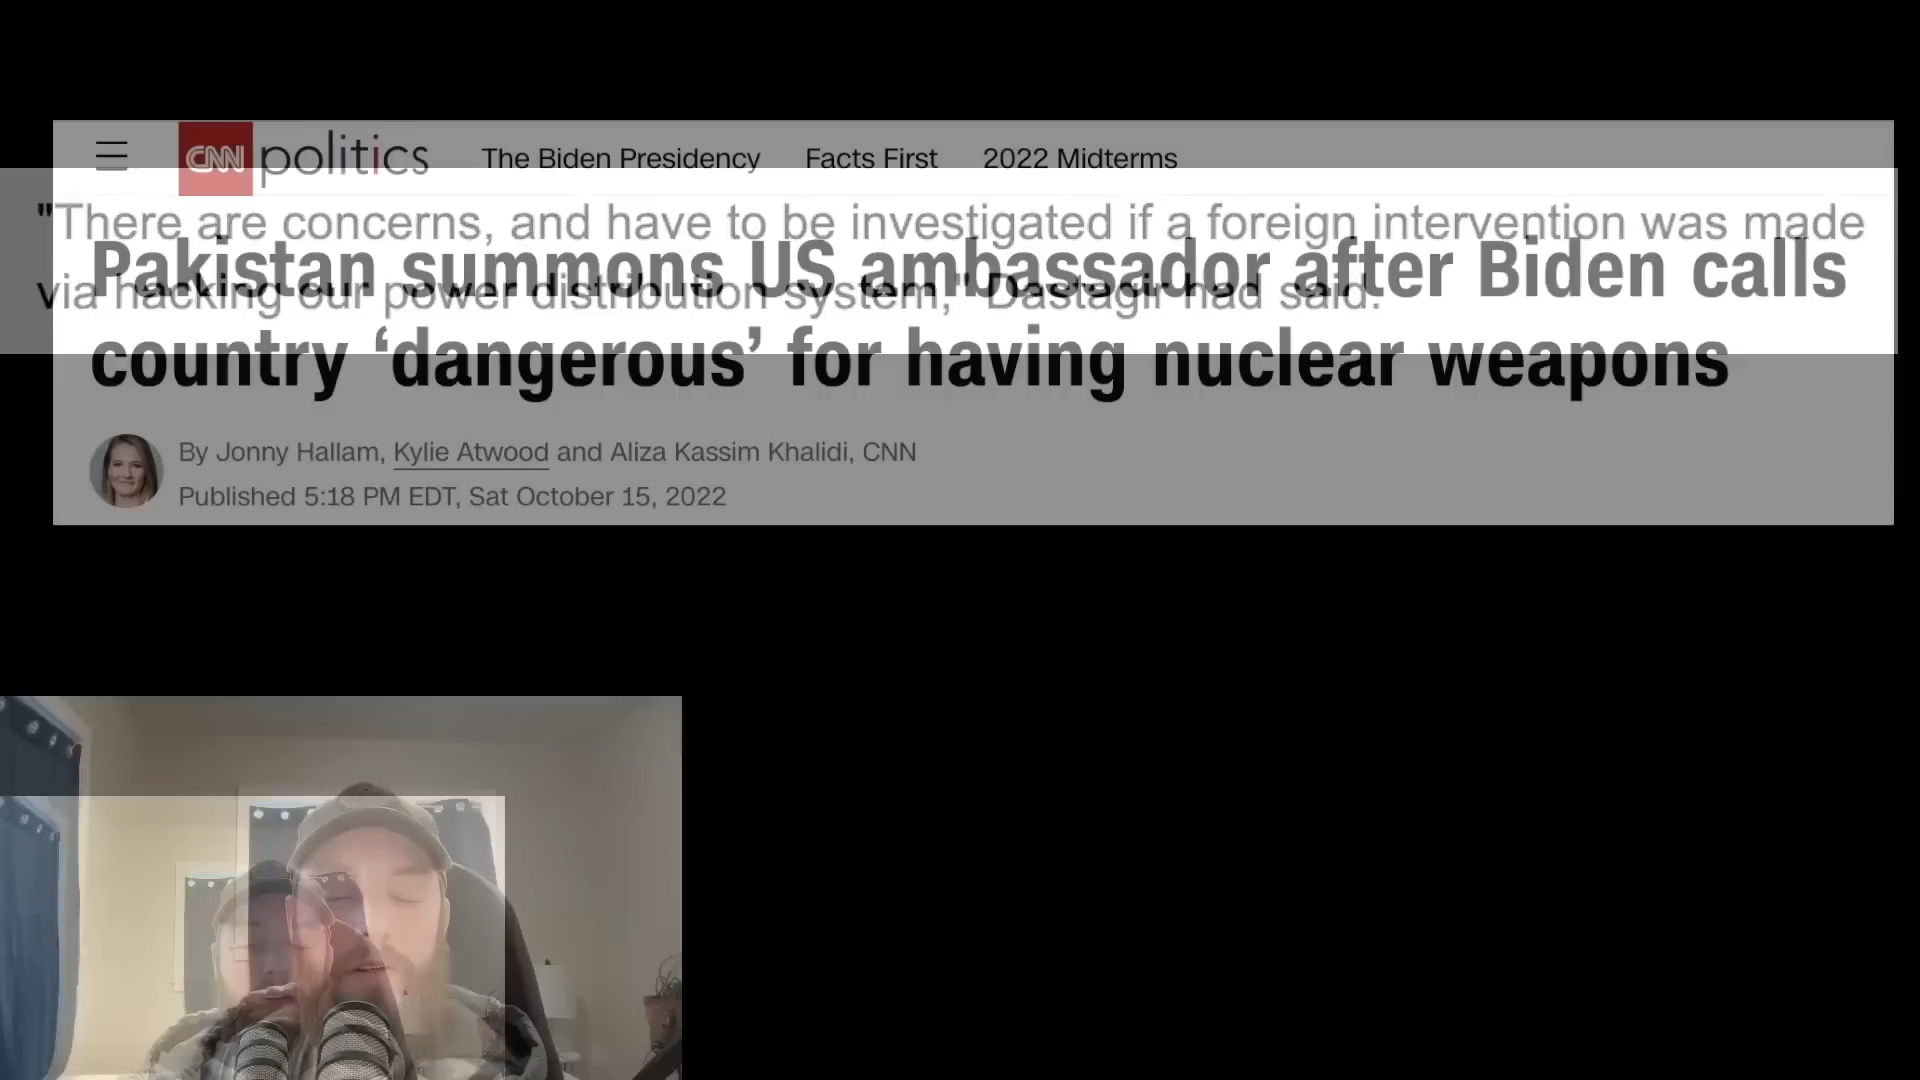 CNN politics The Biden Presidency Facts First 2022 Midterms
"There are concerns, and have to be investigated if a foreign intervention was made
via hacking our power distribution system," Dastagir had said.
Pakistan summons US ambassador after Biden calls
country ‘dangerous’ for having nuclear weapons
By Jonny Hallam, Kylie Atwood and Aliza Kassim Khalidi, CNN
Published 5:18 PM EDT, Sat October 15, 2022